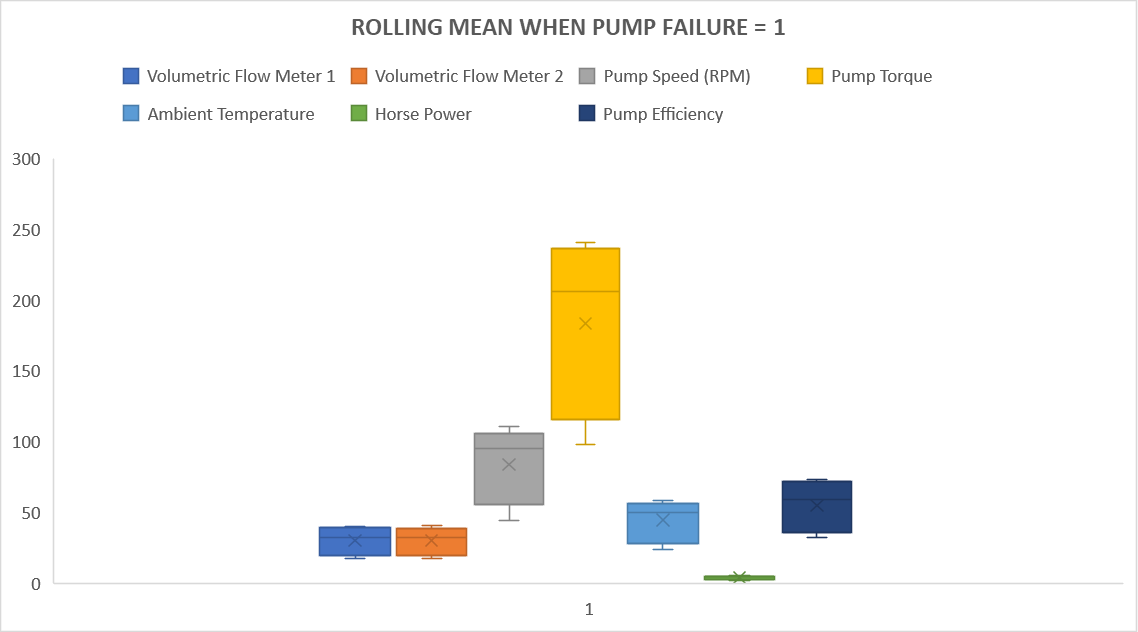 ROLLING MEAN WHEN PUMP FAILURE = 1
Volumetric Flow Meter 1 Volumetric Flow Meter 2 Pump Speed (RPM) Pump Torque
Ambient Temperature Horse Power Pump Efficiency
300
250
200
150
100
50
0
1